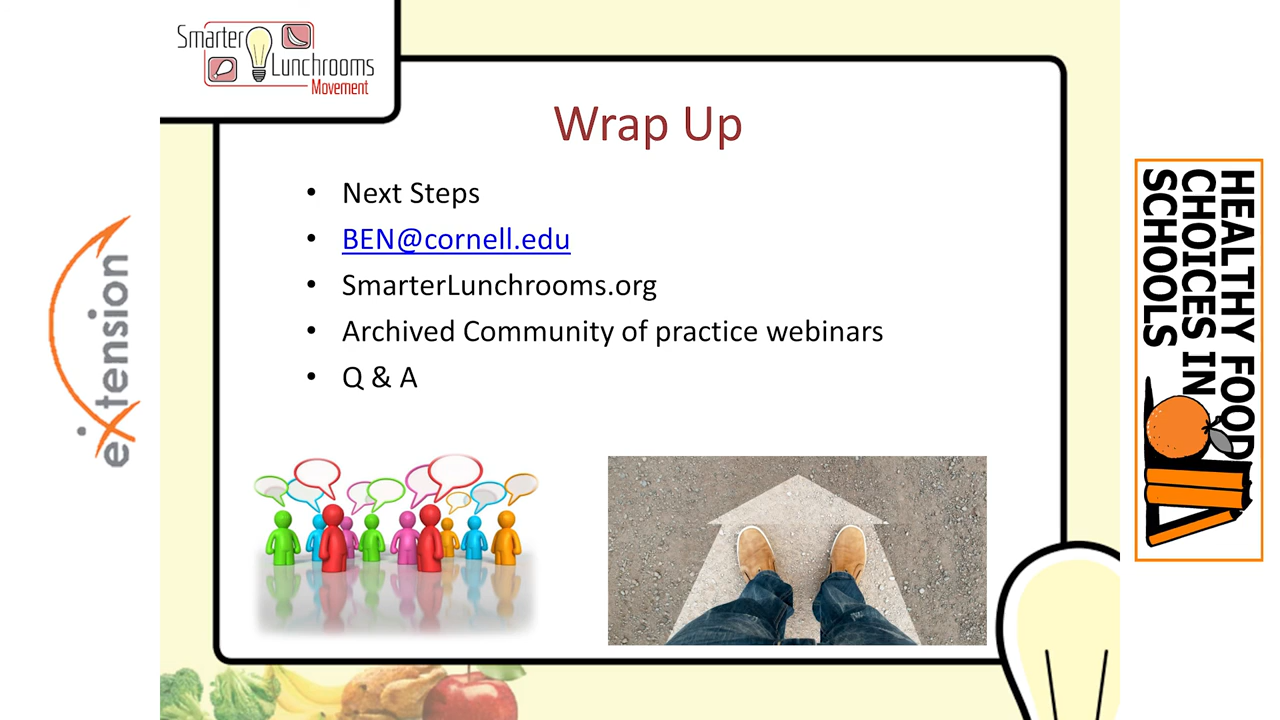 Smarter
Lunchrooms
Movement
Wrap Up
• Next Steps
• BEN@cornell.edu
• SmarterLunchrooms.org
• Archived Community of practice webinars
• Q & A
eXtension
HEALTHY FOOD
CHOICES IN
SCHOOLS